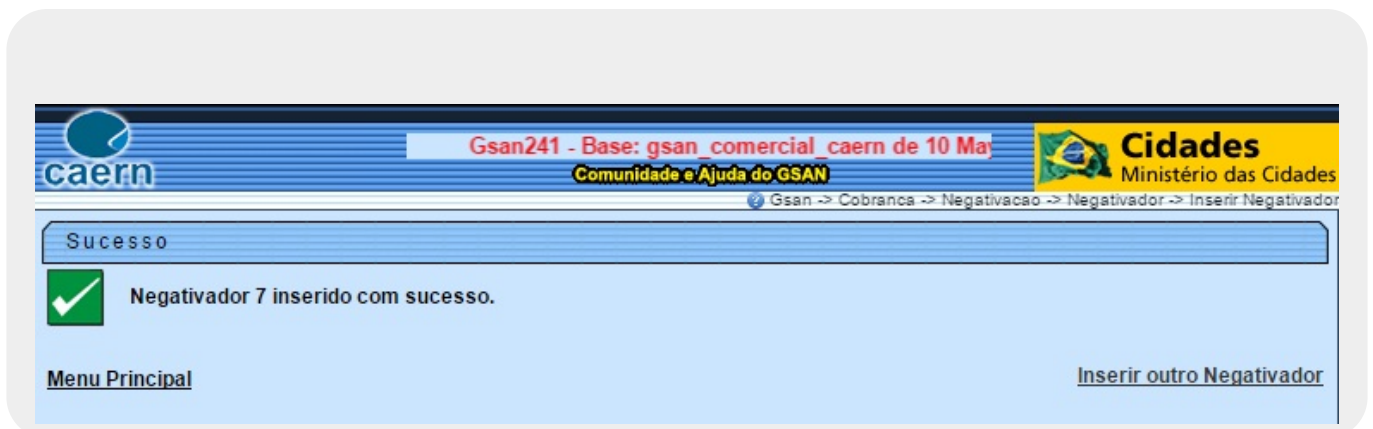 caern
Gsan241 - Base: gsan_comercial_caern de 10 May
Comunidade e Ajuda do GSAN
Cidades
Ministério das Cidades
Gsan -> Cobranca -> Negativacao -> Negativador -> Inserir Negativador
Sucesso
Negativador 7 inserido com sucesso.
Menu Principal
Inserir outro Negativador